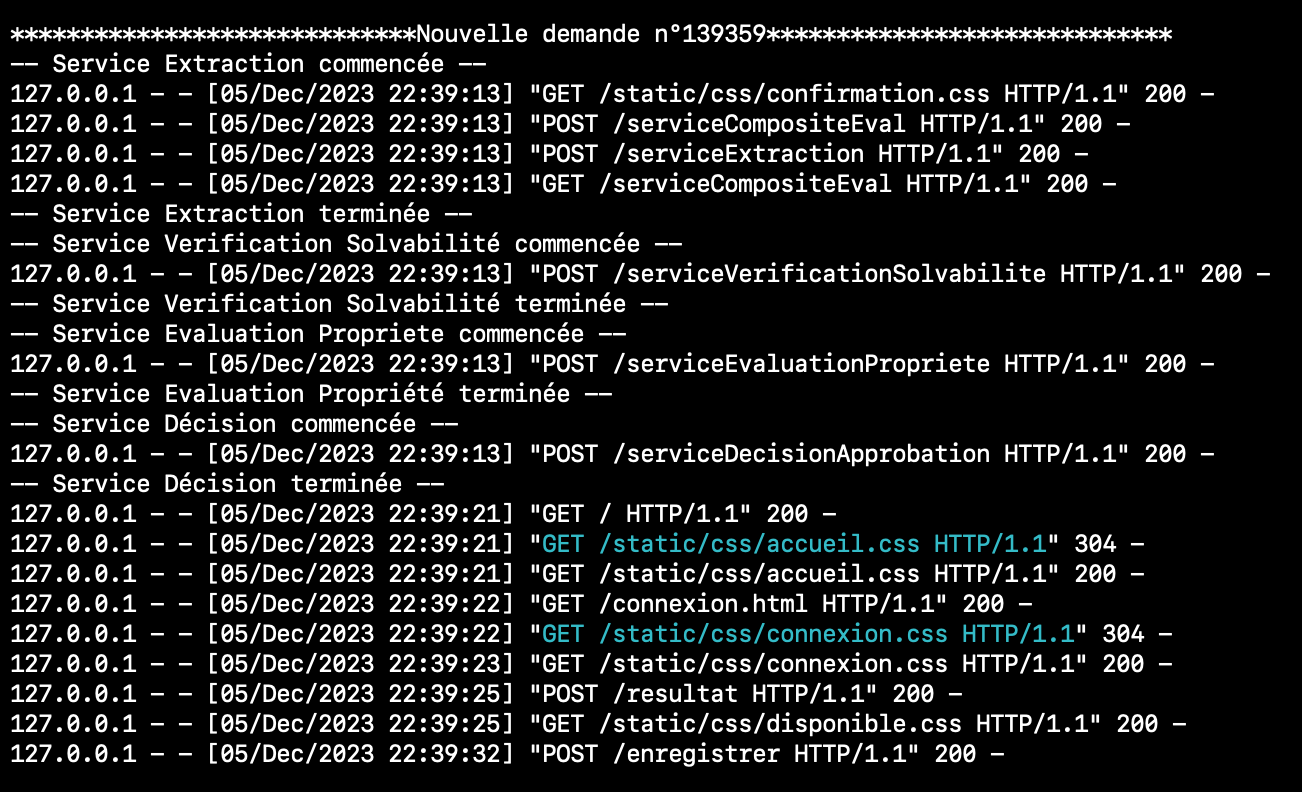 *****************************Nouvelle demande n°139359*****************************
-- Service Extraction commencée --
127.0.0.1 - - [05/Dec/2023 22:39:13] "GET /static/css/confirmation.css HTTP/1.1" 200 -
127.0.0.1 - - [05/Dec/2023 22:39:13] "POST /serviceCompositeEval HTTP/1.1" 200 -
127.0.0.1 - - [05/Dec/2023 22:39:13] "POST /serviceExtraction HTTP/1.1" 200 -
127.0.0.1 - - [05/Dec/2023 22:39:13] "GET /serviceCompositeEval HTTP/1.1" 200 -
-- Service Extraction terminée --
-- Service Verification Solvabilité commencée --
127.0.0.1 - - [05/Dec/2023 22:39:13] "POST /serviceVerificationSolvabilite HTTP/1.1" 200 -
-- Service Verification Solvabilité terminée --
-- Service Evaluation Propriete commencée --
127.0.0.1 - - [05/Dec/2023 22:39:13] "POST /serviceEvaluationPropriete HTTP/1.1" 200 -
-- Service Evaluation Propriété terminée --
-- Service Décision commencée --
127.0.0.1 - - [05/Dec/2023 22:39:13] "POST /serviceDecisionApprobation HTTP/1.1" 200 -
-- Service Décision terminée --
127.0.0.1 - - [05/Dec/2023 22:39:21] "GET / HTTP/1.1" 200 -
127.0.0.1 - - [05/Dec/2023 22:39:21] "GET /static/css/accueil.css HTTP/1.1" 304 -
127.0.0.1 - - [05/Dec/2023 22:39:21] "GET /static/css/accueil.css HTTP/1.1" 200 -
127.0.0.1 - - [05/Dec/2023 22:39:22] "GET /connexion.html HTTP/1.1" 200 -
127.0.0.1 - - [05/Dec/2023 22:39:22] "GET /static/css/connexion.css HTTP/1.1" 304 -
127.0.0.1 - - [05/Dec/2023 22:39:23] "GET /static/css/connexion.css HTTP/1.1" 200 -
127.0.0.1 - - [05/Dec/2023 22:39:25] "POST /resultat HTTP/1.1" 200 -
127.0.0.1 - - [05/Dec/2023 22:39:25] "GET /static/css/disponible.css HTTP/1.1" 200 -
127.0.0.1 - - [05/Dec/2023 22:39:32] "POST /enregistrer HTTP/1.1" 200 -